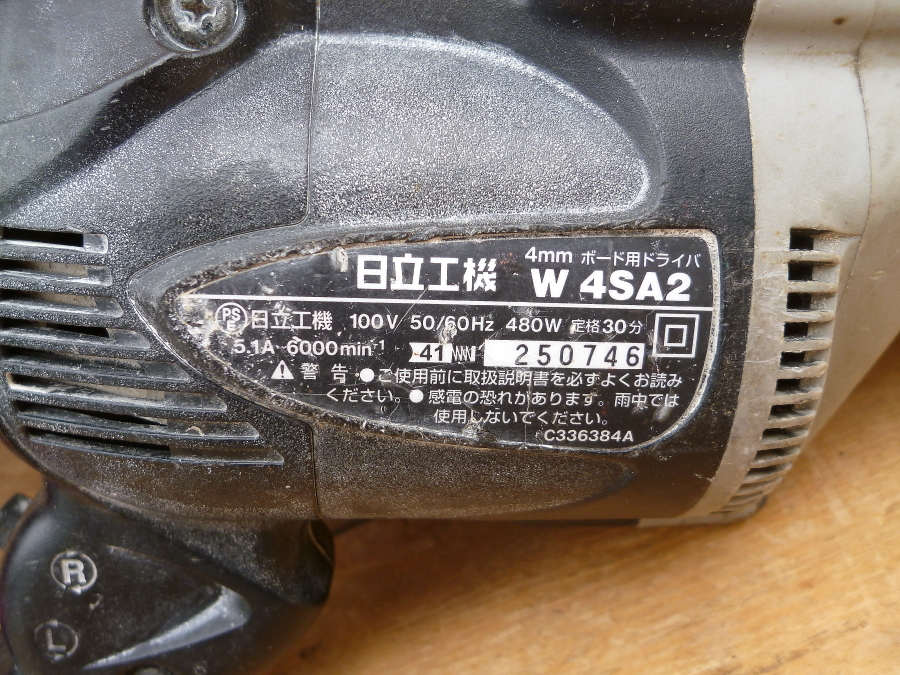 4mm ボード用ドライバ
日立工機 W 4SA2
PS E 日立工機 100V 50/60Hz 480W 定格30分
5.1A 6000min⁻¹ 41 250746
警告 ●ご使用前に取扱説明書を必ずよくお読み
ください。●感電の恐れがあります。雨中では
使用しないでください。
C336384A
R
L